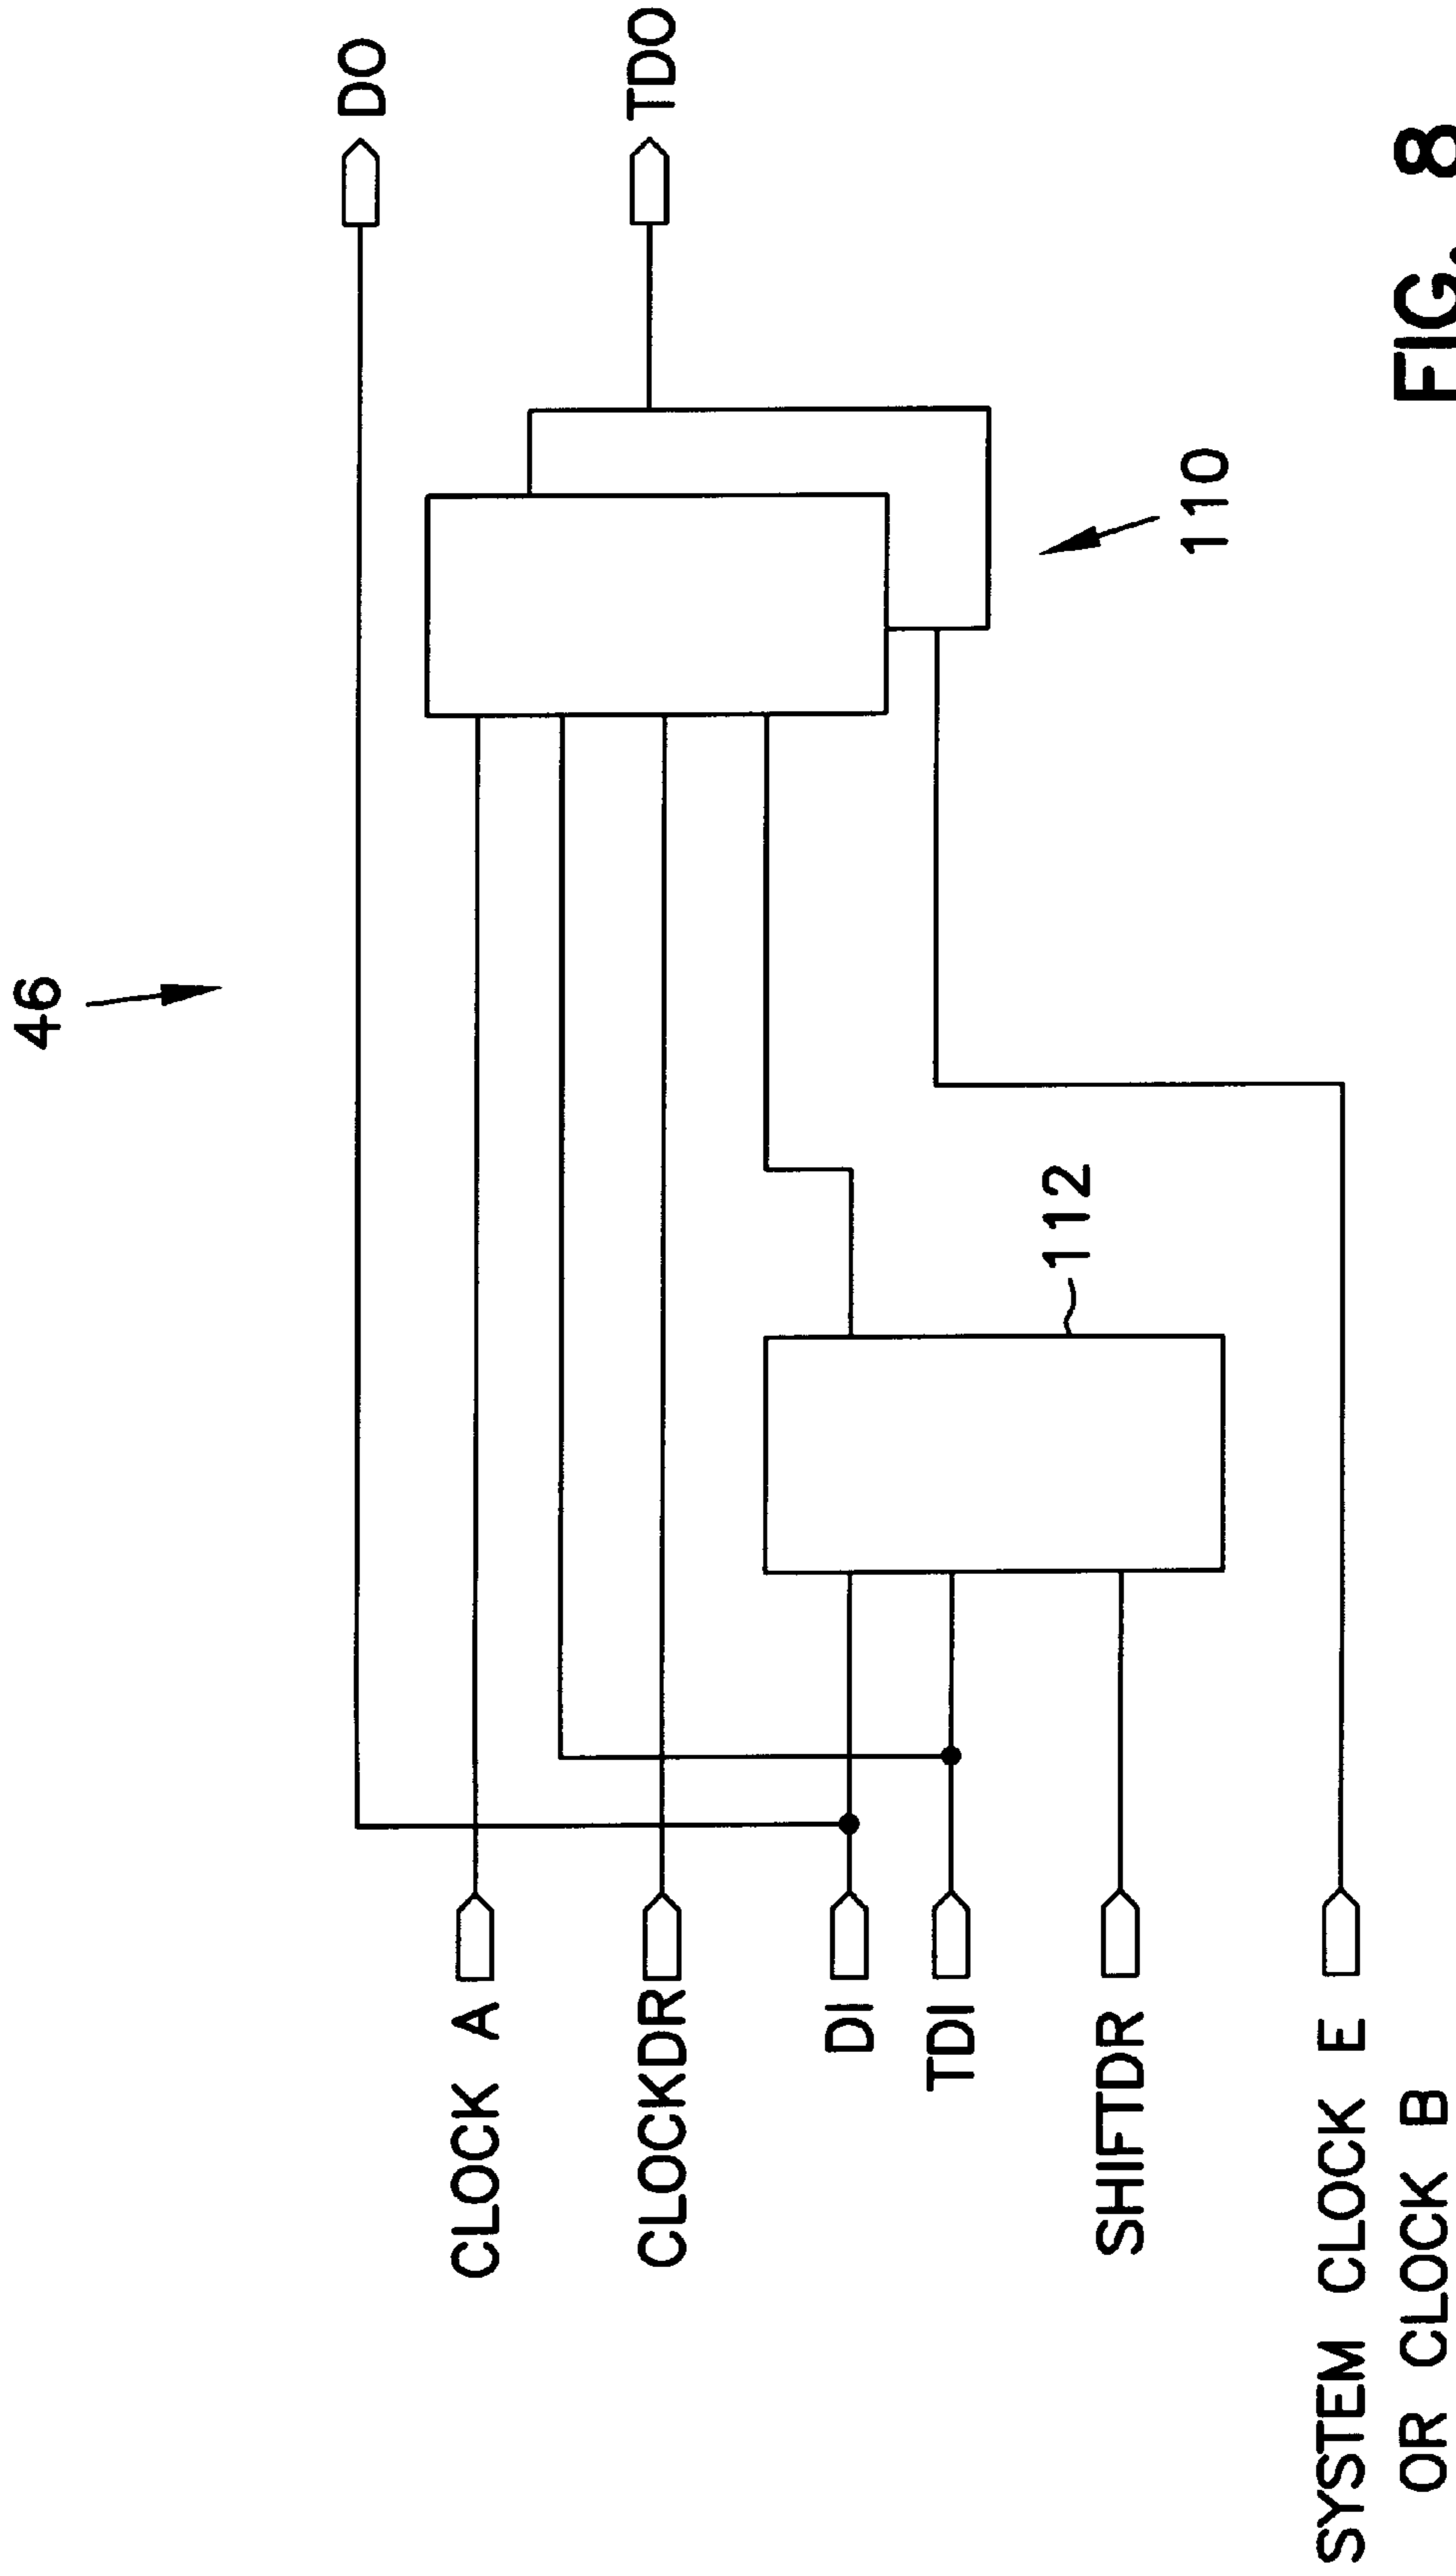 46
DO
TDO
CLOCK A
CLOCKDR
DI
TDI
SHIFTDR
SYSTEM CLOCK E
OR CLOCK B
112
110
FIG. 8